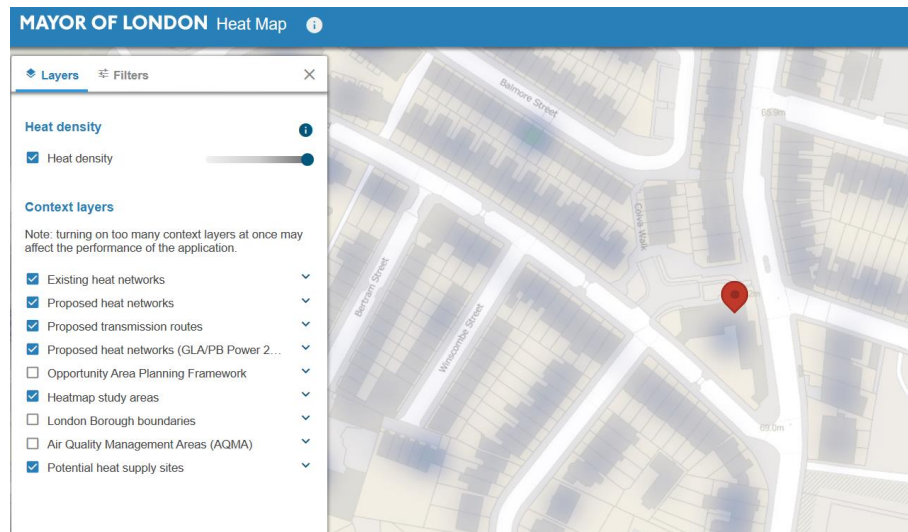 MAYOR OF LONDON Heat Map
Layers Filters
Heat density
Heat density
Context layers
Note: turning on too many context layers at once may
affect the performance of the application.
Existing heat networks
Proposed heat networks
Proposed transmission routes
Proposed heat networks (GLA/PB Power 2...
Opportunity Area Planning Framework
Heatmap study areas
London Borough boundaries
Air Quality Management Areas (AQMA)
Potential heat supply sites
Balmore Street
Colva Walk
Bertram Street
Winscombe Street
69.0m